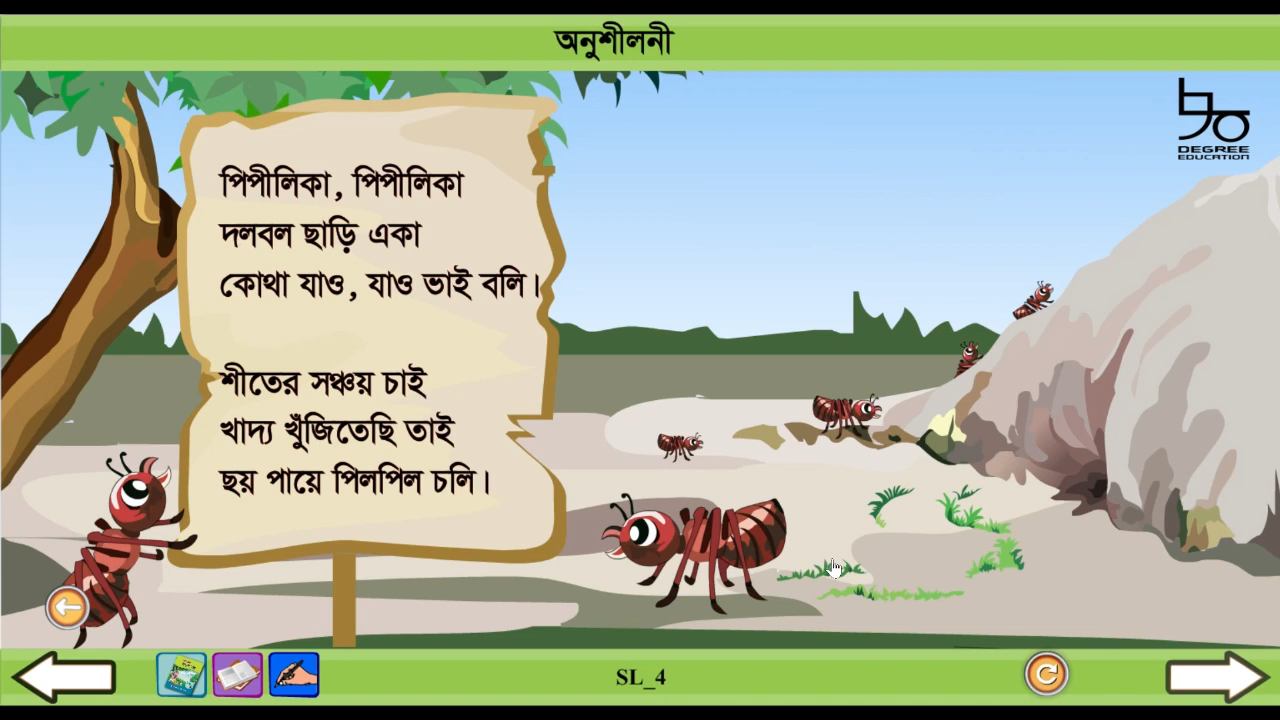 অনুশীলনী
DEGREE
EDUCATION
পিপীলিকা, পিপীলিকা
দলবল ছাড়ি একা
কোথা যাও, যাও ভাই বলি।
শীতের সঞ্চয় চাই
খাদ্য খুঁজিতেছি তাই
ছয় পায়ে পিলপিল চলি।
SL_4